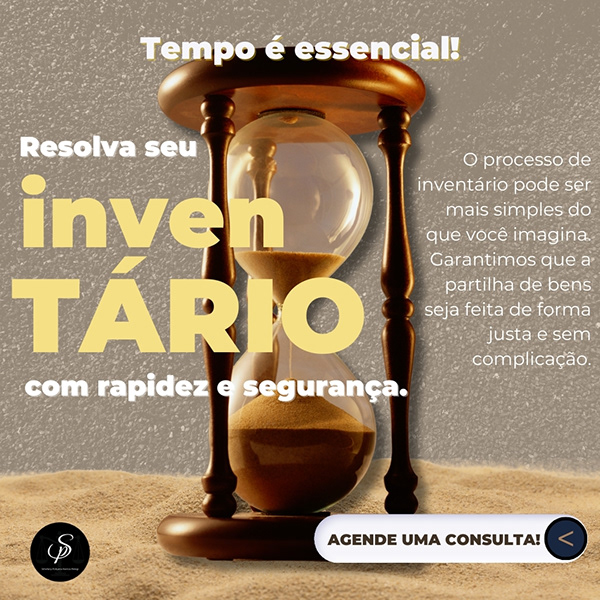 Tempo é essencial!
Resolva seu
inven
TÁRIO
com rapidez e segurança.
O processo de
inventário pode ser
mais simples do
que você imagina.
Garantimos que a
partilha de bens
seja feita de forma
justa e sem
complicação.
AGENDE UMA CONSULTA! <